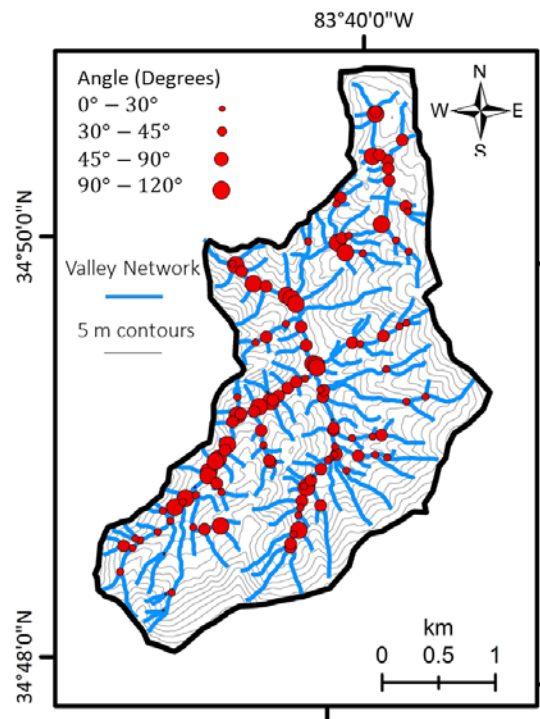 83°40'0"W
Angle (Degrees)
0° – 30°
30° – 45°
45° – 90°
90° – 120°
N
W E
S
34°50'0"N
Valley Network
5 m contours
34°48'0"N
km
0 0.5 1